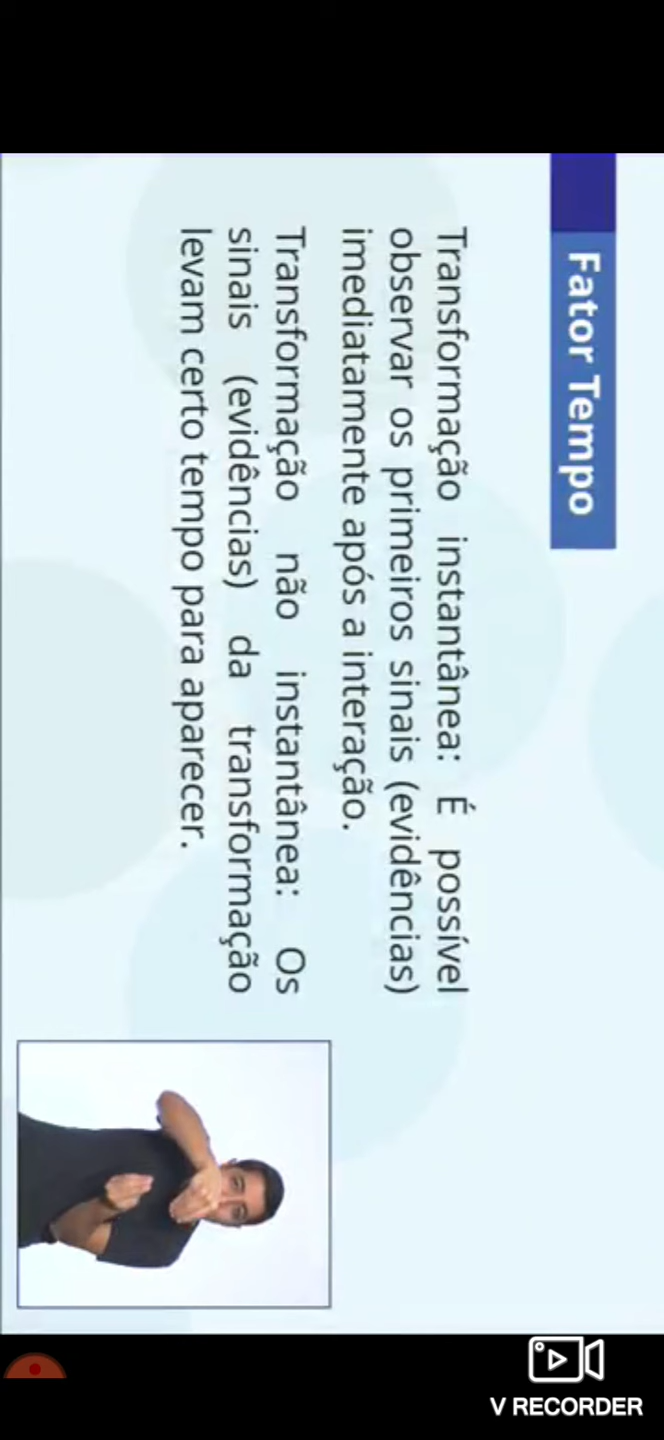 Fator Tempo
Transformação instantânea: É possível
observar os primeiros sinais (evidências)
imediatamente após a interação.
Transformação não instantânea: Os
sinais (evidências) da transformação
levam certo tempo para aparecer.
V RECORDER